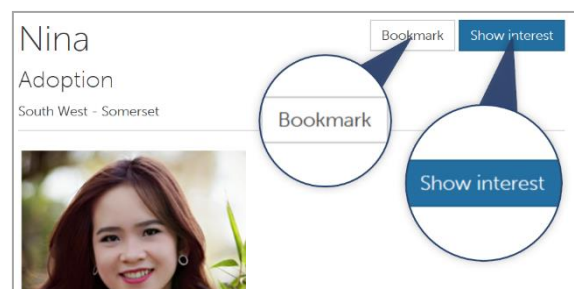 Nina
Bookmark
Show interest
Adoption
South West - Somerset
Bookmark
Show interest